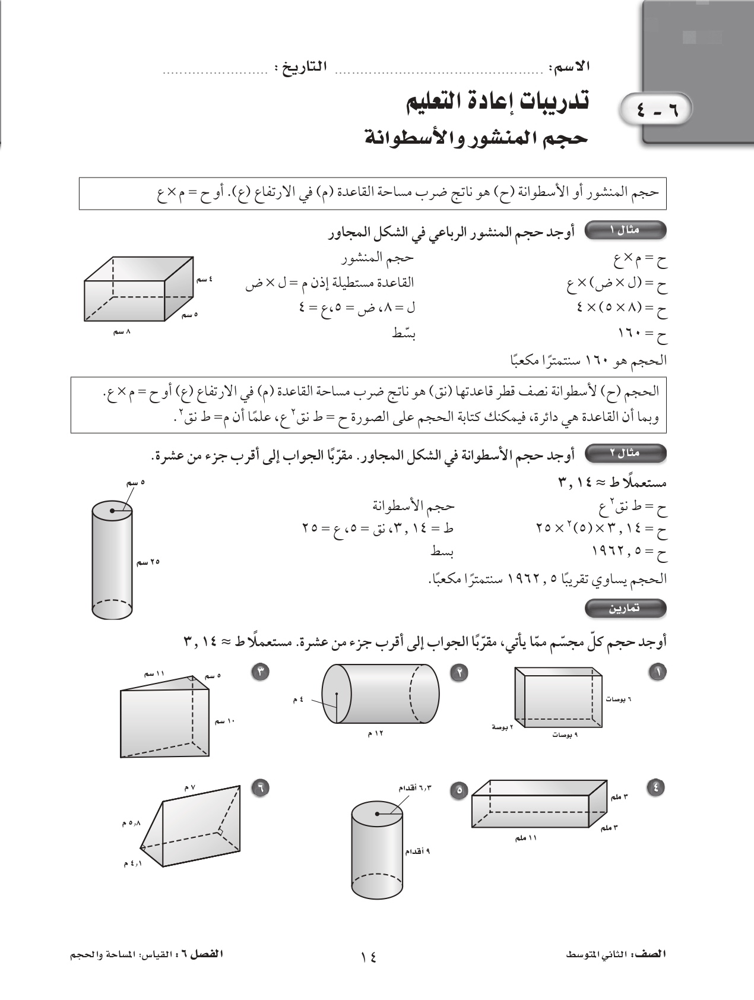 الاسم: ............................................... التاريخ : ........................
٦ - ٤
تدريبات إعادة التعليم
حجم المنشور والأسطوانة
حجم المنشور أو الأسطوانة (ح) هو ناتج ضرب مساحة القاعدة (م) في الارتفاع (ع). أو ح = م × ع
مثال ١ أوجد حجم المنشور الرباعي في الشكل المجاور
ح = م × ع حجم المنشور
ح = (ل × ض) × ع القاعدة مستطيلة إذن م = ل × ض
ح = (٨ × ٥) × ٤ ل = ٨، ض = ٥، ع = ٤
ح = ١٦٠ بسّط
الحجم هو ١٦٠ سنتمترًا مكعبًا
٤ سم
٥ سم
٨ سم
الحجم (ح) لأسطوانة نصف قطر قاعدتها (نق) هو ناتج ضرب مساحة القاعدة (م) في الارتفاع (ع) أو ح = م × ع.
وبما أن القاعدة هي دائرة، فيمكنك كتابة الحجم على الصورة ح = ط نق٢ ع، علمًا أن م= ط نق٢.
مثال ٢ أوجد حجم الأسطوانة في الشكل المجاور. مقرّبًا الجواب إلى أقرب جزء من عشرة.
مستعملًا ط ≈ ٣,١٤
ح = ط نق٢ ع حجم الأسطوانة
ح = ٣,١٤ × (٥)٢ × ٢٥ ط = ٣,١٤، نق = ٥، ع = ٢٥
ح = ١٩٦٢,٥ بسط
الحجم يساوي تقريبًا ١٩٦٢,٥ سنتمترًا مكعبًا.
٥ سم
٢٥ سم
تمارين
أوجد حجم كلّ مجسّم ممّا يأتي، مقرّبًا الجواب إلى أقرب جزء من عشرة. مستعملًا ط ≈ ٣,١٤
١
٦ بوصات
٢ بوصة
٩ بوصات
٢
٤ م
١٢ م
٣
١١ سم
٥ سم
١٠ سم
٤
٣ ملم
٣ ملم
١١ ملم
٥
٦,٣ أقدام
٩ أقدام
٦
٧ م
٥,٨ م
٤,١ م
الصف: الثاني المتوسط ١٤ الفصل ٦ : القياس: المساحة والحجم